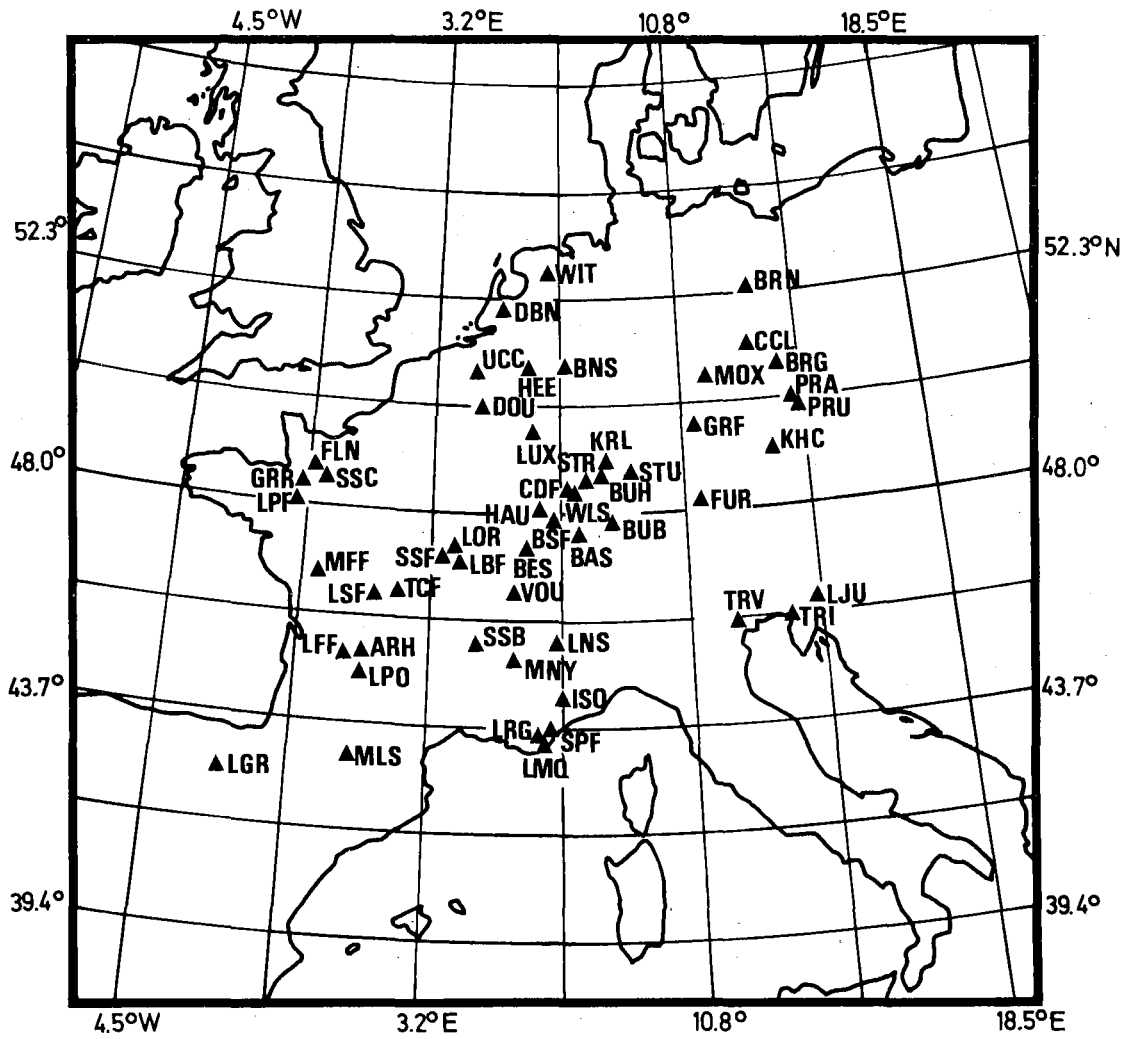 4.5°W 3.2°E 10.8° 18.5°E
52.3° 52.3°N
WIT BRN
DBN
CCL
UCC BNS BRG
HEE MOX PRA
DOU PRU
GRF
KHC
LUX KRL
FLN STR STU
48.0° 48.0°
GRR SSC
CDF BUH
LPF FUR
HAU WLS
BUB
LOR BSF
SSF LBF BES BAS
MFF
LSF TCF VOU LJU
TRV TRI
LFF ARH SSB LNS
LPO MNY
43.7° 43.7°
ISO
LRG SPF
LGR MLS LMQ
39.4° 39.4°
4.5°W 3.2°E 10.8° 18.5°E